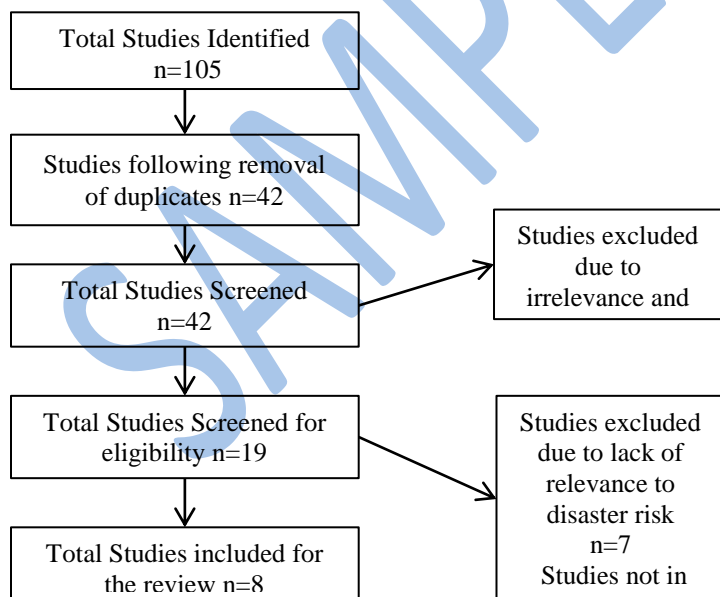 Total Studies Identified
n=105
Studies following removal
of duplicates n=42
Total Studies Screened
n=42
Studies excluded
due to
irrelevance and
Total Studies Screened for
eligibility n=19
Studies excluded
due to lack of
relevance to
disaster risk
n=7
Studies not in
Total Studies included for
the review n=8
SAMPLE